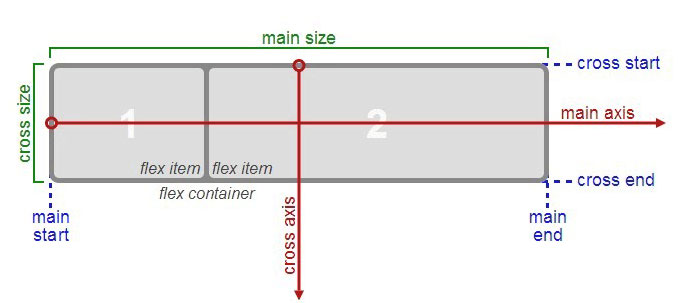 main size
cross start
cross size
1
2
main axis
flex item
flex item
cross end
flex container
main
start
cross axis
main
end